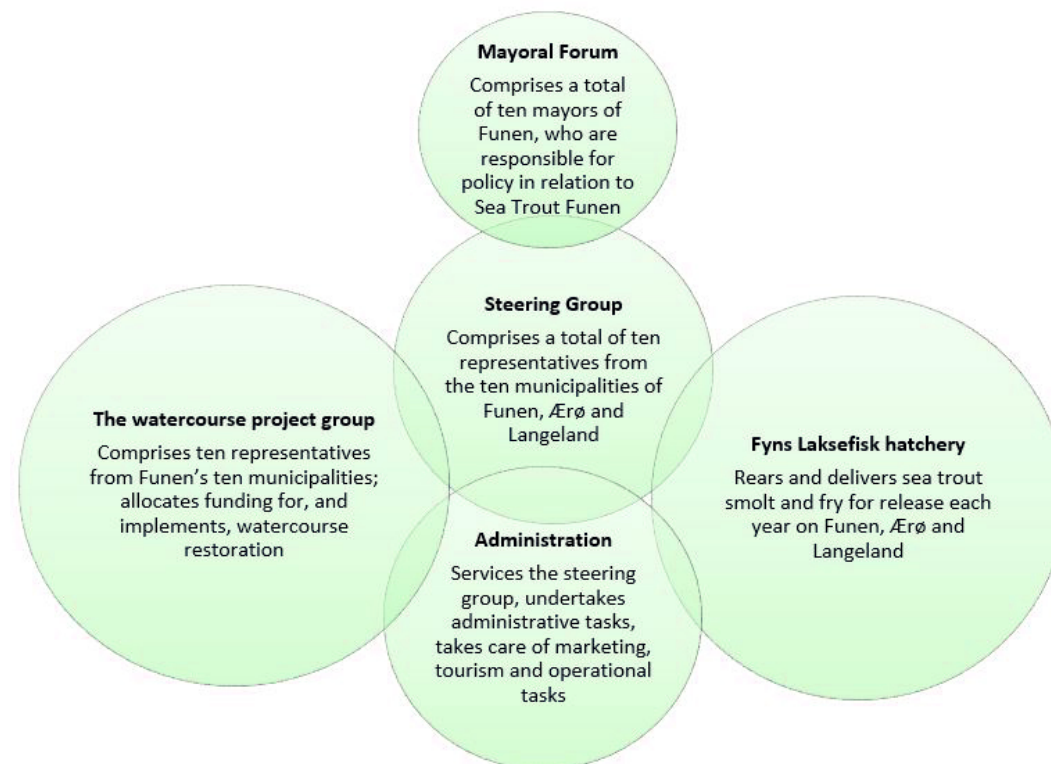 Mayoral Forum
Comprises a total
of ten mayors of
Funen, who are
responsible for
policy in relation to
Sea Trout Funen
Steering Group
Comprises a total of ten
representatives from
the ten municipalities of
Funen, Ærø and
Langeland
The watercourse project group
Comprises ten representatives
from Funen’s ten municipalities;
allocates funding for, and
implements, watercourse
restoration
Fyns Laksefisk hatchery
Rears and delivers sea trout
smolt and fry for release each
year on Funen, Ærø and
Langeland
Administration
Services the steering
group, undertakes
administrative tasks,
takes care of marketing,
tourism and operational
tasks